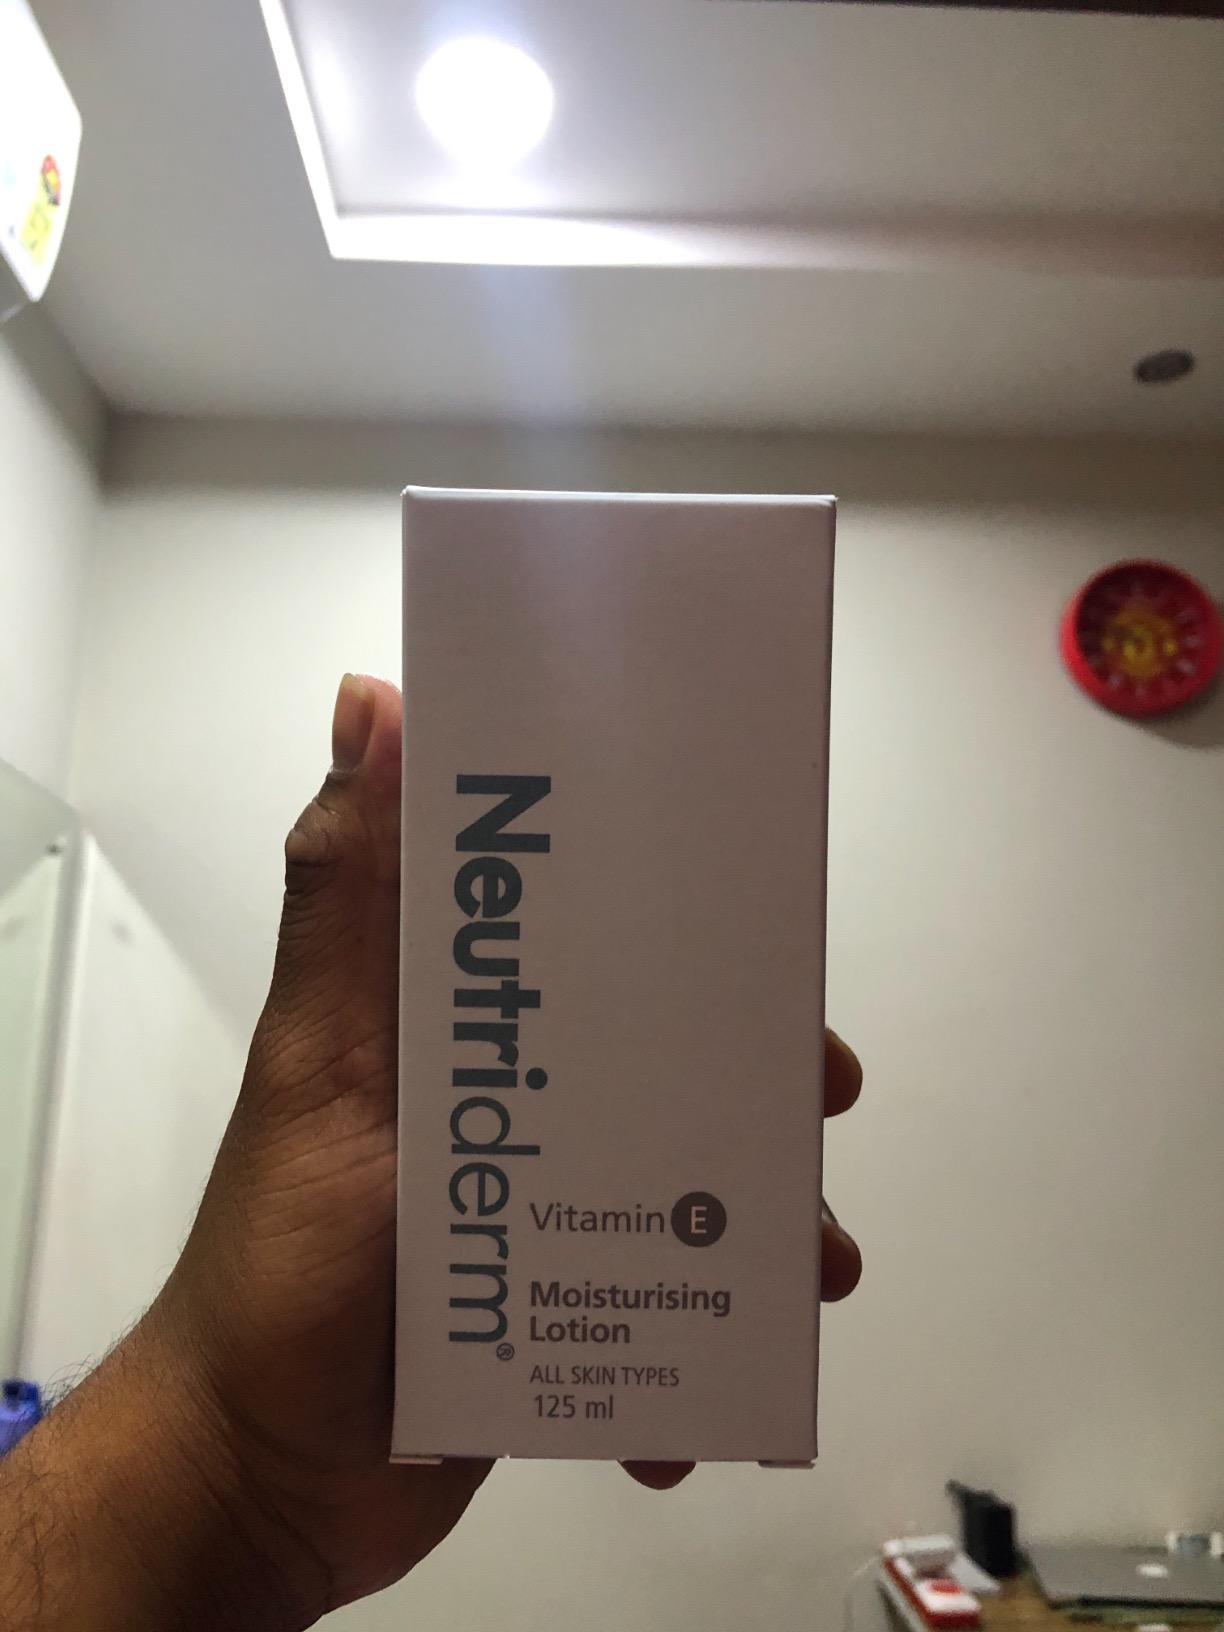 Neutriderm®
Vitamin E
Moisturising
Lotion
ALL SKIN TYPES
125 ml